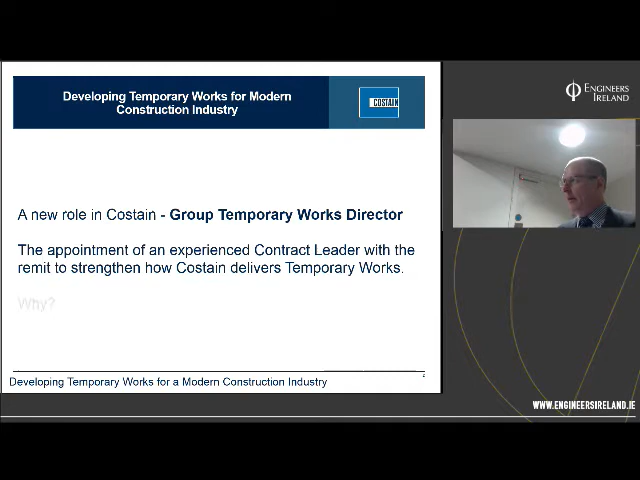 Developing Temporary Works for Modern
Construction Industry
COSTAIN
A new role in Costain - Group Temporary Works Director
The appointment of an experienced Contract Leader with the
remit to strengthen how Costain delivers Temporary Works.
Why?
Developing Temporary Works for a Modern Construction Industry
2
ENGINEERS
IRELAND
WWW.ENGINEERSIRELAND.IE